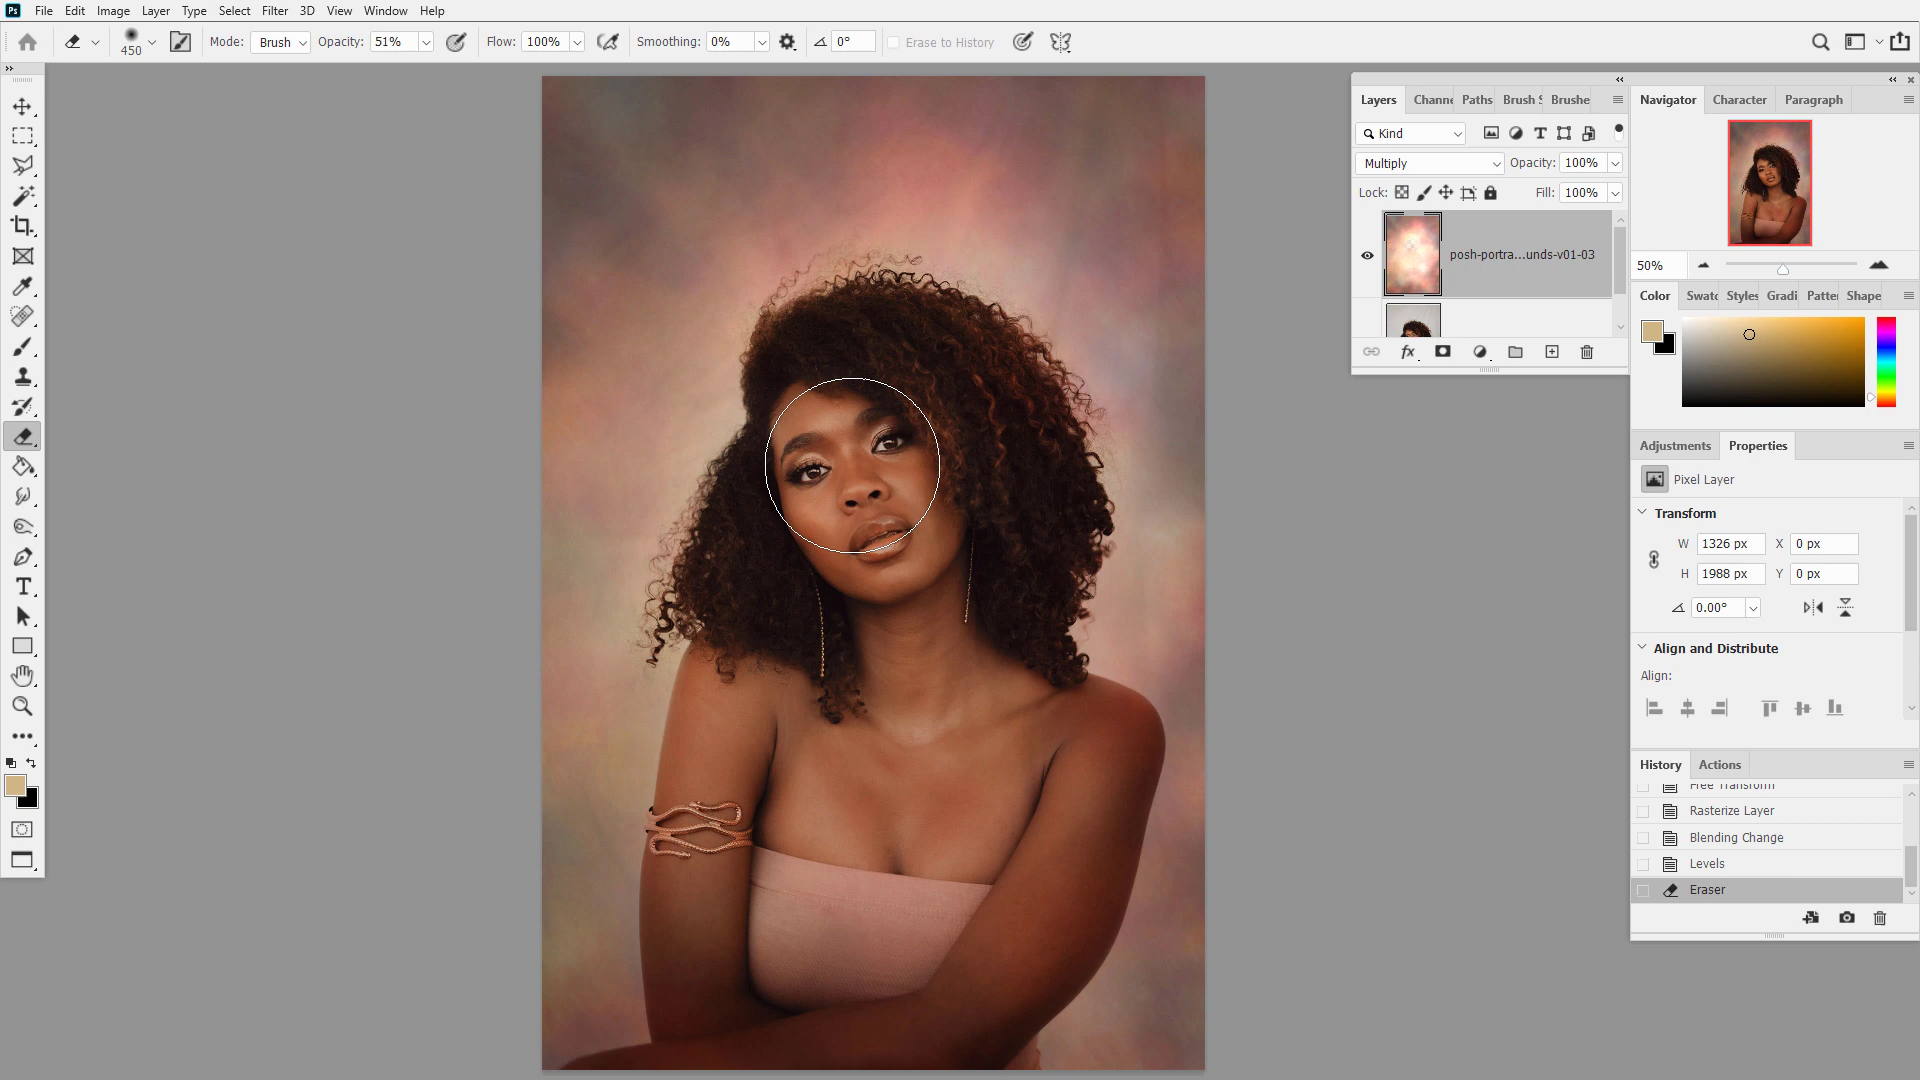 Ps File Edit Image Layer Type Select Filter 3D View Window Help
450 Mode: Brush Opacity: 51% Flow: 100% Smoothing: 0% 0° Erase to History
Layers Channe Paths Brush S Brushe
Kind
Multiply Opacity: 100%
Lock: Fill: 100%
posh-portra...unds-v01-03
fx
Navigator Character Paragraph
50%
Color Swatc Styles Gradi Patte Shape
Adjustments Properties
Pixel Layer
Transform
W 1326 px X 0 px
H 1988 px Y 0 px
0.00°
Align and Distribute
Align:
History Actions
Free Transform
Rasterize Layer
Blending Change
Levels
Eraser